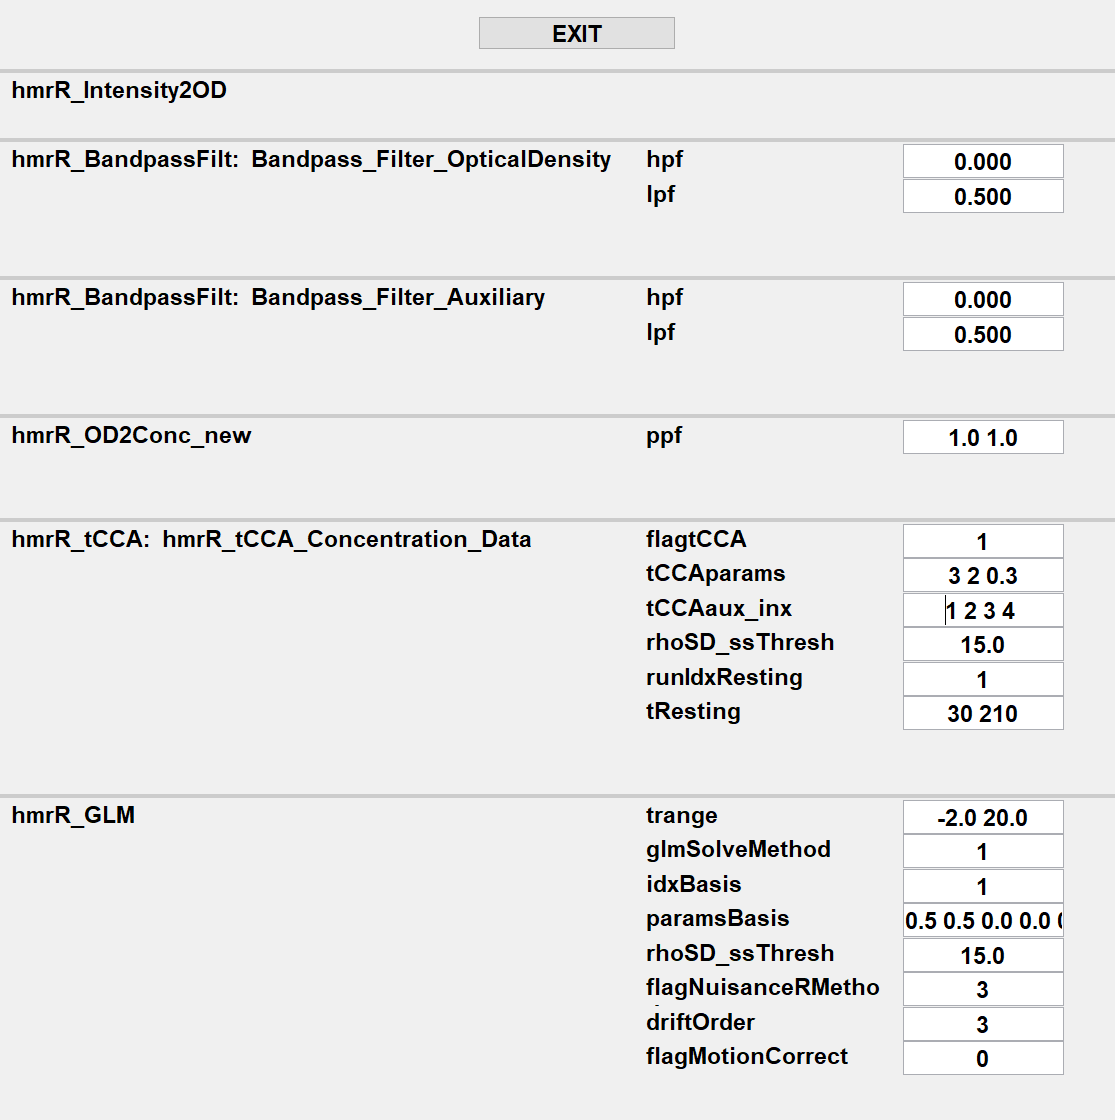 EXIT
hmrR_Intensity2OD
hmrR_BandpassFilt: Bandpass_Filter_OpticalDensity hpf 0.000
lpf 0.500
hmrR_BandpassFilt: Bandpass_Filter_Auxiliary hpf 0.000
lpf 0.500
hmrR_OD2Conc_new ppf 1.0 1.0
hmrR_tCCA: hmrR_tCCA_Concentration_Data flagtCCA 1
tCCAparams 3 2 0.3
tCCAaux_inx 1 2 3 4
rhoSD_ssThresh 15.0
runIdxResting 1
tResting 30 210
hmrR_GLM trange -2.0 20.0
glmSolveMethod 1
idxBasis 1
paramsBasis 0.5 0.5 0.0 0.0
rhoSD_ssThresh 15.0
flagNuisanceRMetho 3
driftOrder 3
flagMotionCorrect 0